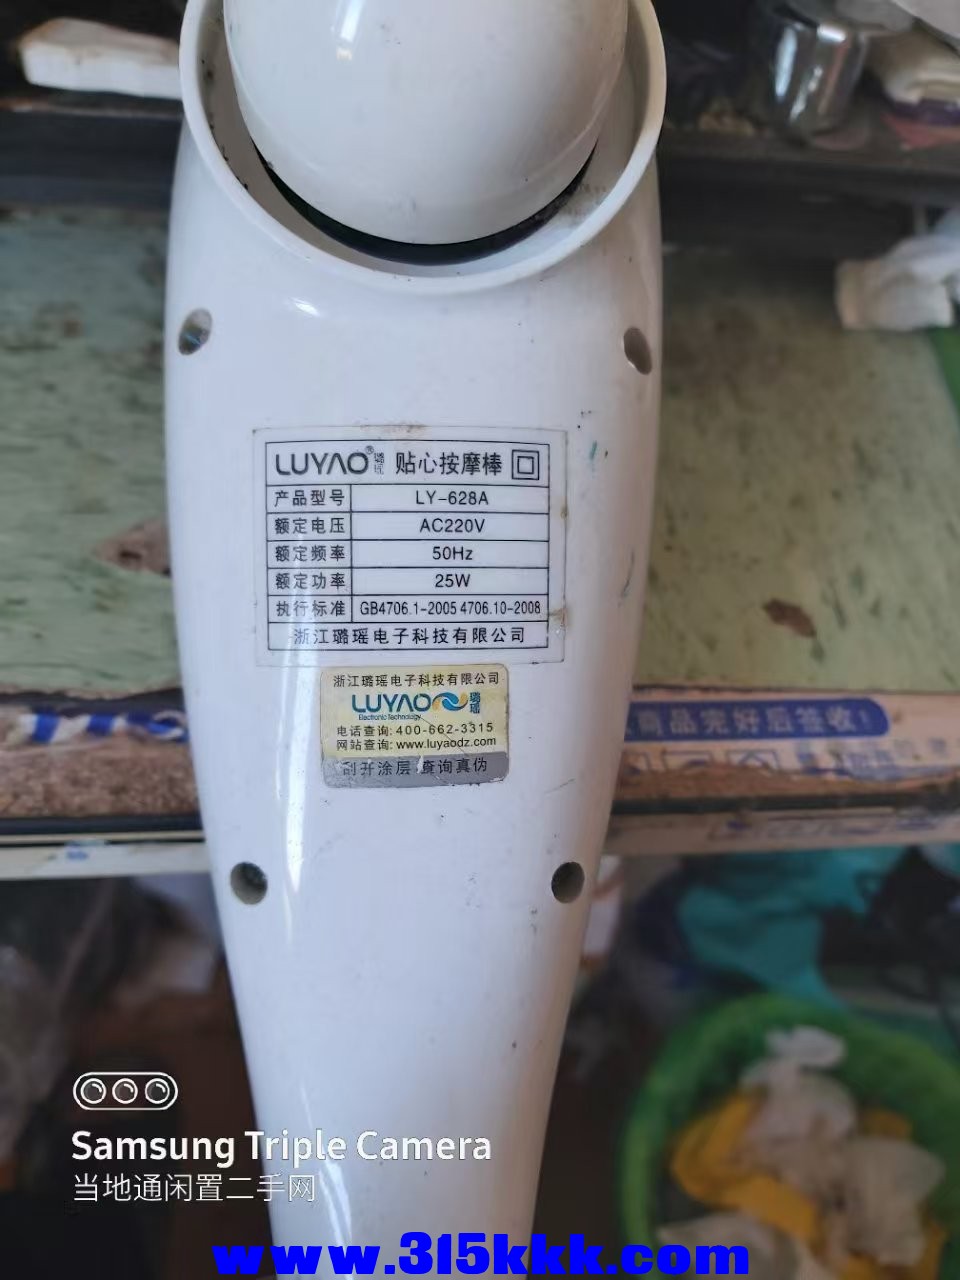 LUYAO® 璐瑶 贴心按摩棒
产品型号 LY-628A
额定电压 AC220V
额定频率 50Hz
额定功率 25W
执行标准 GB4706.1-2005 4706.10-2008
浙江璐瑶电子科技有限公司
浙江璐瑶电子科技有限公司
LUYAO 璐瑶
Electronic Technology
电话查询: 400-662-3315
网站查询: www.luyaodz.com
刮开涂层 查询真伪
商品完好后签收!
Samsung Triple Camera
当地通闲置二手网
www.315kkk.com